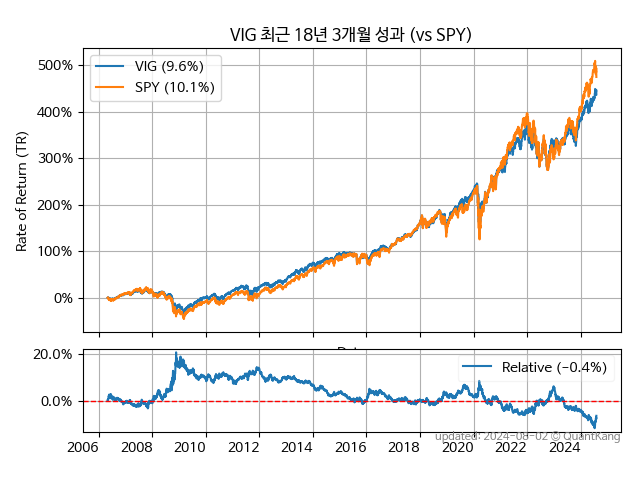 VIG 최근 18년 3개월 성과 (vs SPY)
VIG (9.6%)
SPY (10.1%)
500%
400%
300%
200%
100%
0%
Rate of Return (TR)
20.0%
0.0%
Relative (−0.4%)
updated: 2024-08-02 © QuantKang
2006 2008 2010 2012 2014 2016 2018 2020 2022 2024